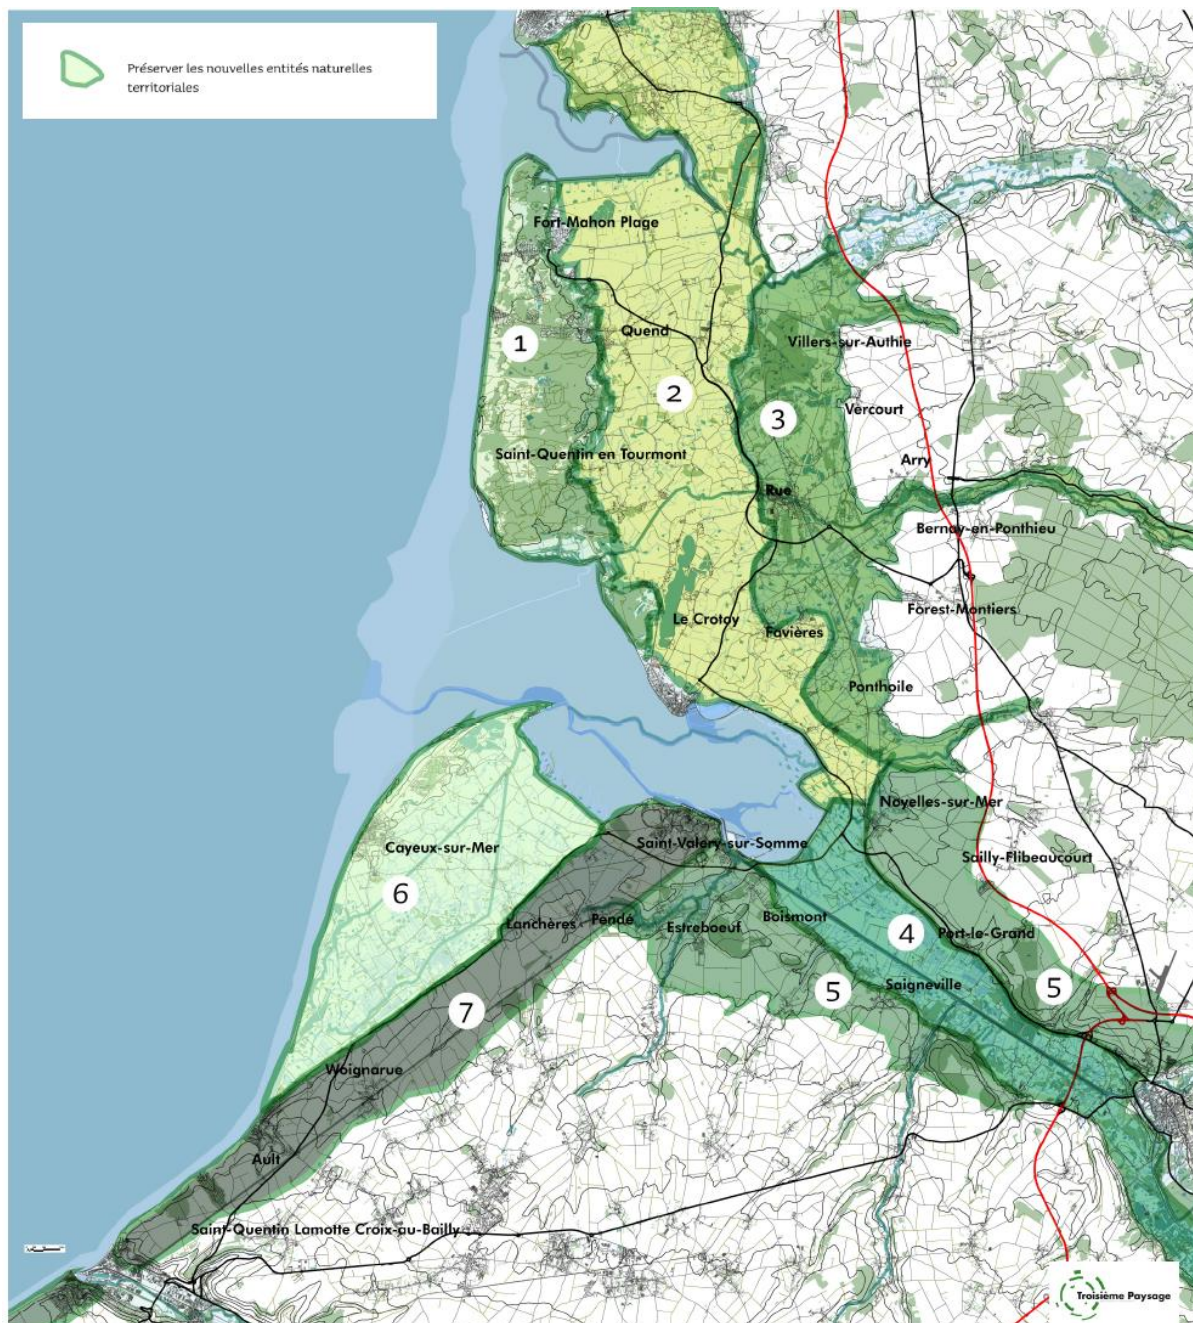 Préserver les nouvelles entités naturelles
territoriales
Fort-Mahon Plage
Quend
Villers-sur-Authie
1
2
3
Vercourt
Saint-Quentin en Tourmont
Arry
Rue
Bernay-en-Ponthieu
Forest-Montiers
Le Crotoy
Favières
Ponthoile
Noyelles-sur-Mer
Saint-Valéry-sur-Somme
Cayeux-sur-Mer
Sailly-Flibeaucourt
6
Lanchères
Pendé
Estreboeuf
Boismont
4
Port-le-Grand
Saigneville
5
5
7
Woignarue
Ault
Saint-Quentin Lamotte Croix-au-Bailly
Troisième Paysage